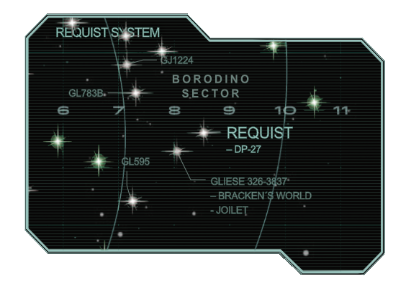 REQUIST SYSTEM
GJ1224
BORODINO
SECTOR
GL783B
6 7 8 9 10 11
REQUIST
– DP-27
GL595
GLIESE 326-3837
– BRACKEN'S WORLD
- JOILET